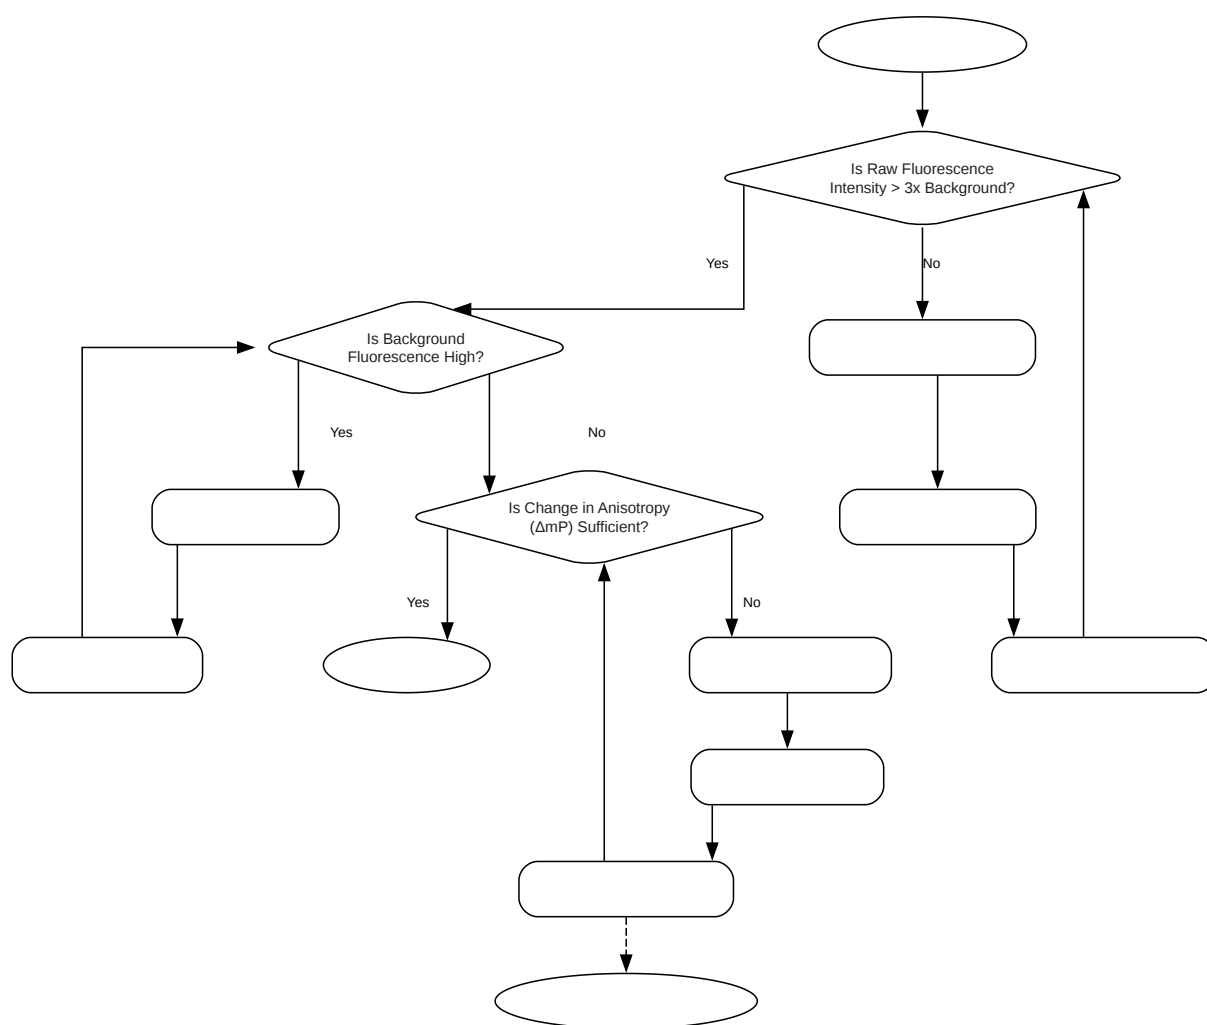 Is Raw Fluorescence
Intensity > 3x Background?
Yes
No
Is Background
Fluorescence High?
Yes
No
Is Change in Anisotropy
(ΔmP) Sufficient?
Yes
No